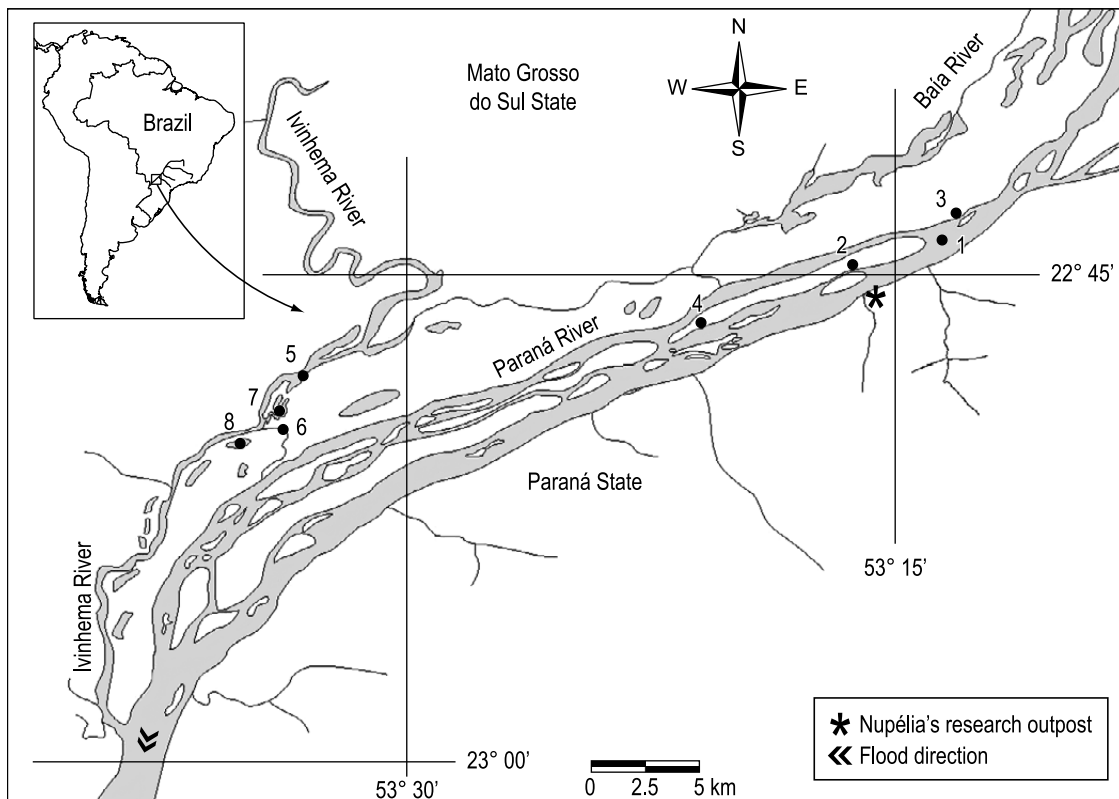 Brazil
Mato Grosso
do Sul State
N
W
E
S
Baía River
Ivinhema River
3
1
2
22° 45'
4
Paraná River
5
7
6
8
Paraná State
53° 15'
Ivinhema River
Nupélia's research outpost
Flood direction
23° 00'
53° 30'
0
2.5
5 km